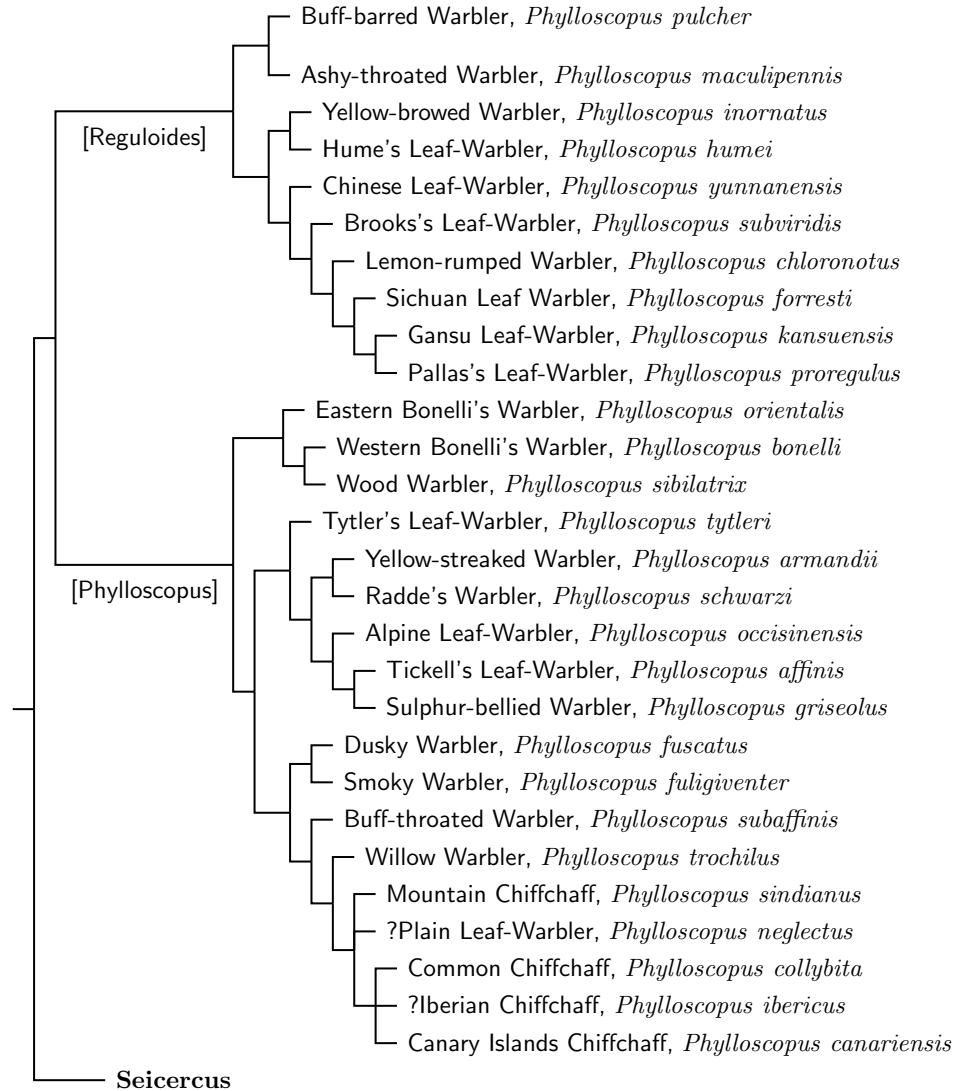 Buff-barred Warbler, Phylloscopus pulcher
Ashy-throated Warbler, Phylloscopus maculipennis
[Reguloides]
Yellow-browed Warbler, Phylloscopus inornatus
Hume's Leaf-Warbler, Phylloscopus humei
Chinese Leaf-Warbler, Phylloscopus yunnanensis
Brooks's Leaf-Warbler, Phylloscopus subviridis
Lemon-rumped Warbler, Phylloscopus chloronotus
Sichuan Leaf Warbler, Phylloscopus forresti
Gansu Leaf-Warbler, Phylloscopus kansuensis
Pallas's Leaf-Warbler, Phylloscopus proregulus
Eastern Bonelli's Warbler, Phylloscopus orientalis
Western Bonelli's Warbler, Phylloscopus bonelli
Wood Warbler, Phylloscopus sibilatrix
Tytler's Leaf-Warbler, Phylloscopus tytleri
Yellow-streaked Warbler, Phylloscopus armandii
[Phylloscopus]
Radde's Warbler, Phylloscopus schwarzi
Alpine Leaf-Warbler, Phylloscopus occisinensis
Tickell's Leaf-Warbler, Phylloscopus affinis
Sulphur-bellied Warbler, Phylloscopus griseolus
Dusky Warbler, Phylloscopus fuscatus
Smoky Warbler, Phylloscopus fuligiventer
Buff-throated Warbler, Phylloscopus subaffinis
Willow Warbler, Phylloscopus trochilus
Mountain Chiffchaff, Phylloscopus sindianus
?Plain Leaf-Warbler, Phylloscopus neglectus
Common Chiffchaff, Phylloscopus collybita
?Iberian Chiffchaff, Phylloscopus ibericus
Canary Islands Chiffchaff, Phylloscopus canariensis
Seicercus